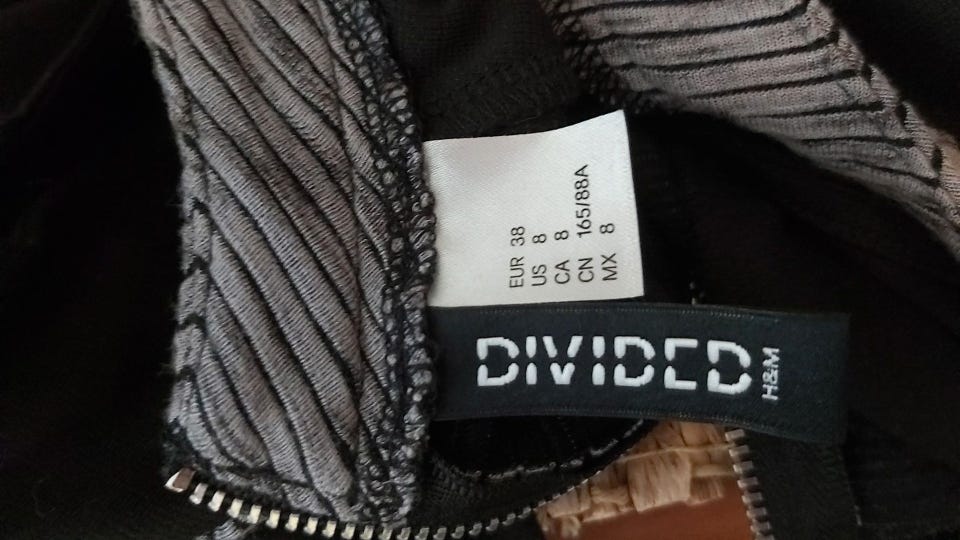 EUR 38
US 8
CA 8
CN 165/88A
MX 8
DIVIDED
H&M